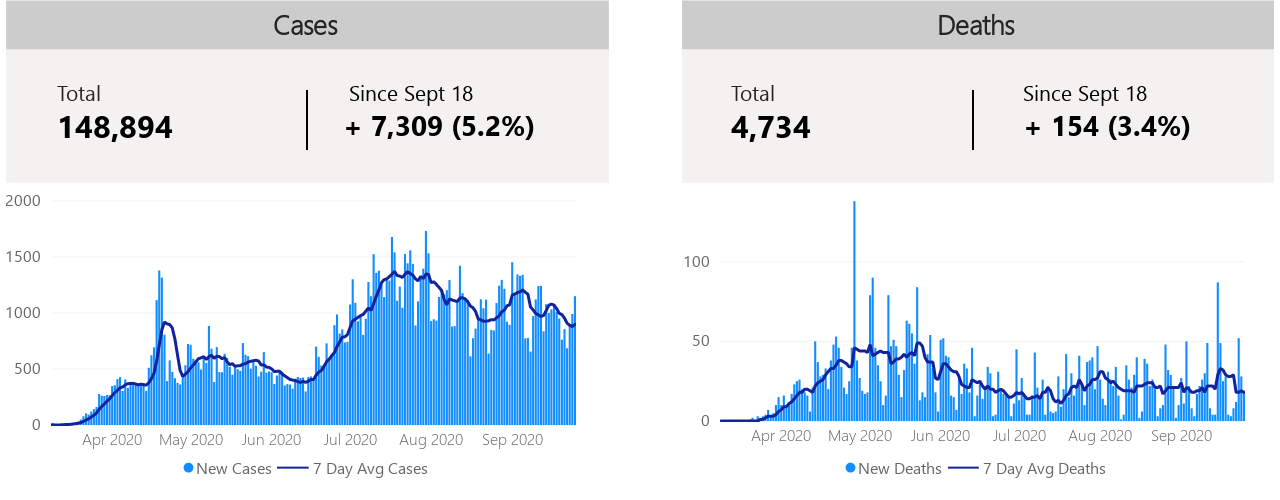 Cases
Total
148,894
Since Sept 18
+ 7,309 (5.2%)
2000
1500
1000
500
0
Apr 2020 May 2020 Jun 2020 Jul 2020 Aug 2020 Sep 2020
New Cases 7 Day Avg Cases
Deaths
Total
4,734
Since Sept 18
+ 154 (3.4%)
100
50
0
Apr 2020 May 2020 Jun 2020 Jul 2020 Aug 2020 Sep 2020
New Deaths 7 Day Avg Deaths